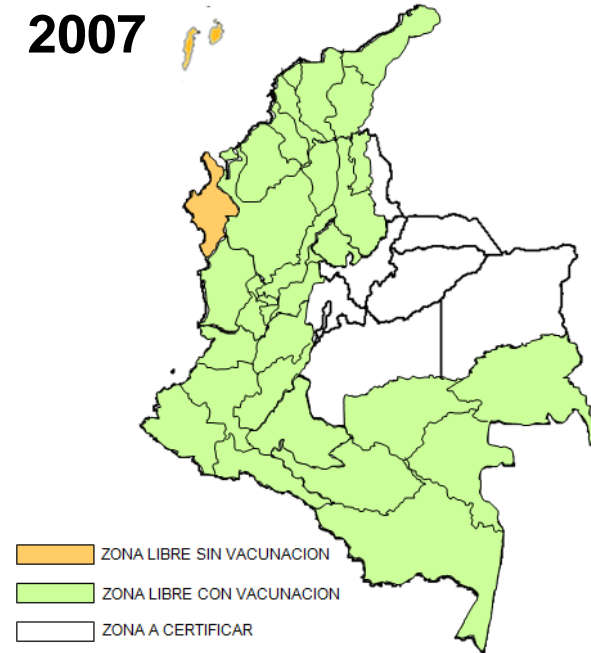 2007
ZONA LIBRE SIN VACUNACION
ZONA LIBRE CON VACUNACION
ZONA A CERTIFICAR